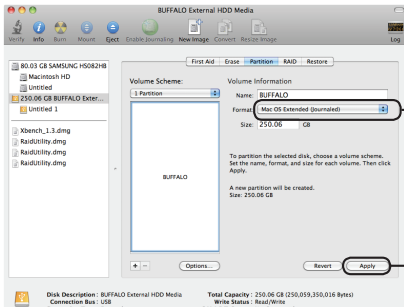 BUFFALO External HDD Media
Verify Info Burn Mount Eject Enable Journaling New Image Convert Resize Image Log
First Aid Erase Partition RAID Restore
80.03 GB SAMSUNG HS082HB
Macintosh HD
Untitled
250.06 GB BUFFALO Exter...
Untitled 1
Xbench_1.3.dmg
RaidUtility.dmg
RaidUtility.dmg
RaidUtility.dmg
Volume Scheme:
1 Partition
BUFFALO
+ − Options...
Volume Information
Name: BUFFALO
Format: Mac OS Extended (Journaled)
Size: 250.06 GB
To partition the selected disk, choose a volume scheme.
Set the name, format, and size for each volume. Then click
Apply.
A new partition will be created.
Size: 250.06 GB
Revert Apply
Disk Description : BUFFALO External HDD Media Total Capacity : 250.06 GB (250,059,350,016 Bytes)
Connection Bus : USB Write Status : Read/Write